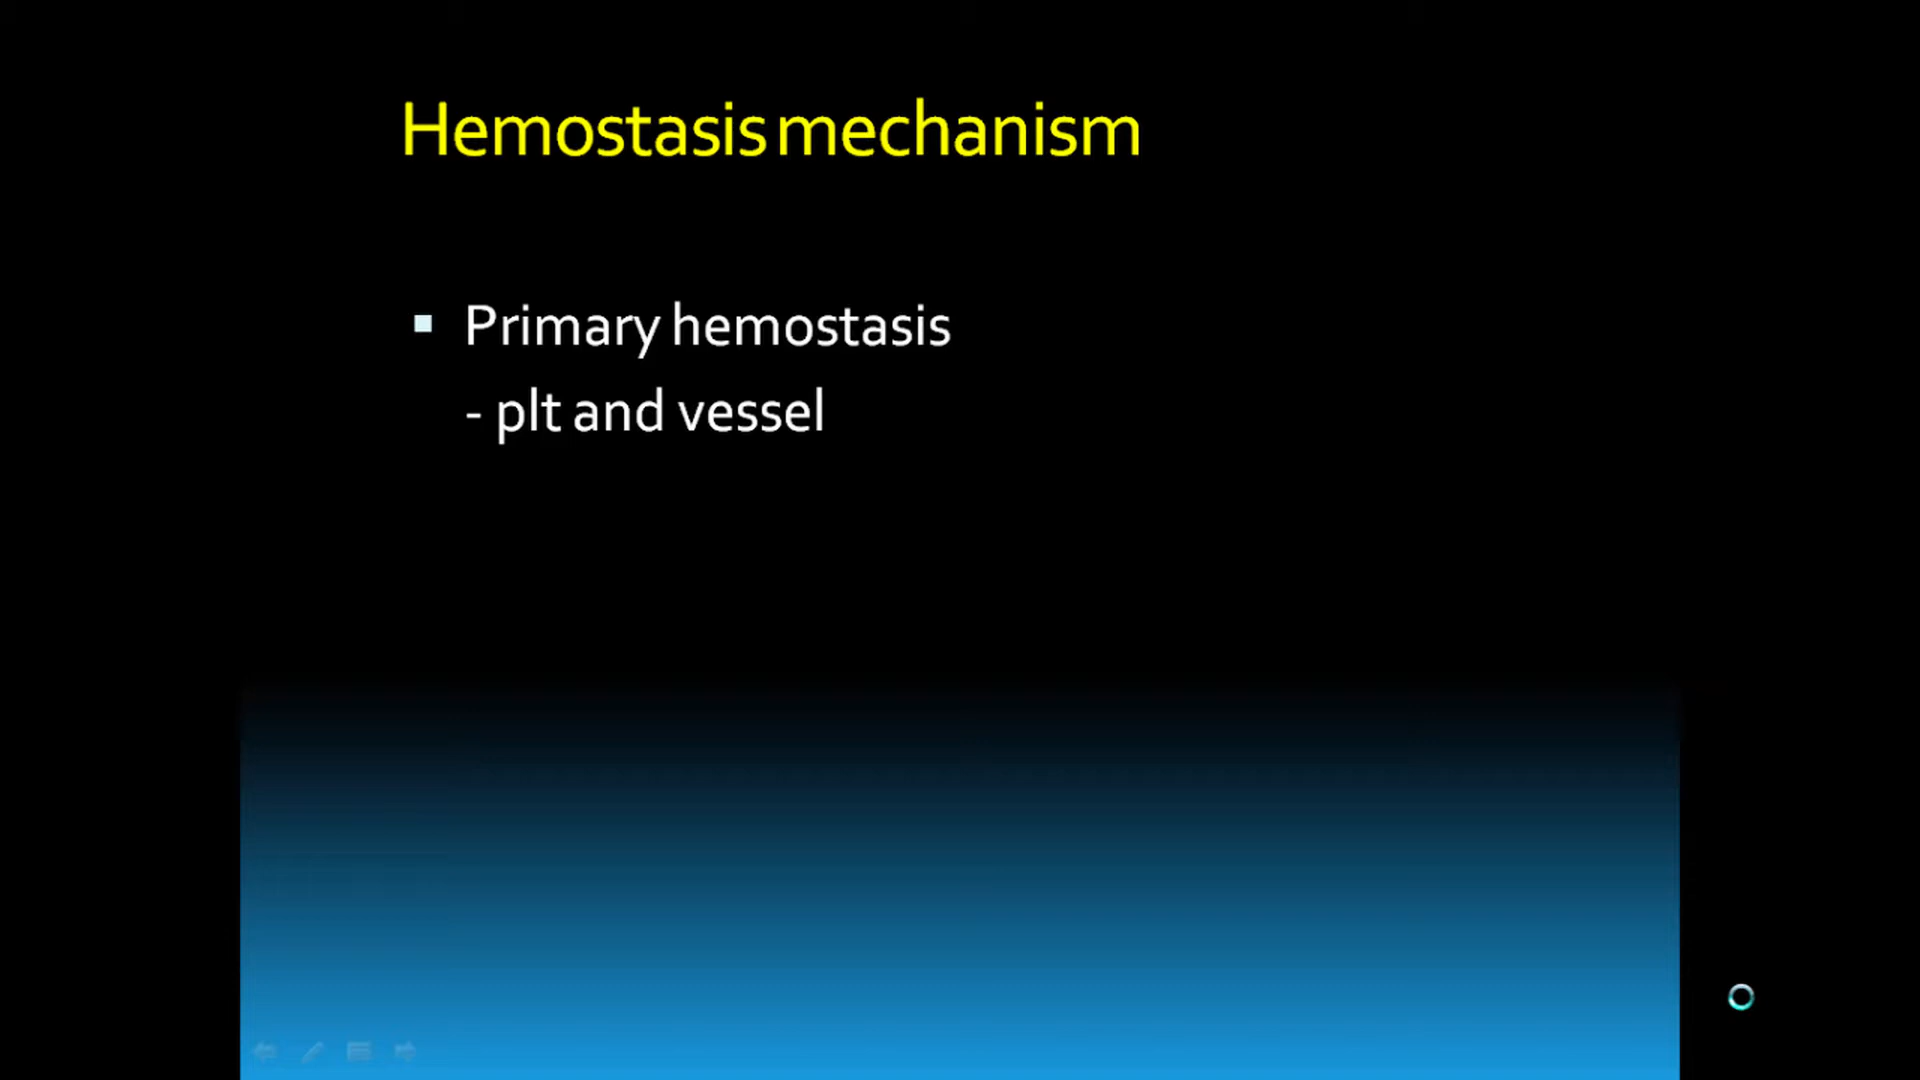 Hemostasis mechanism
▪ Primary hemostasis
- plt and vessel